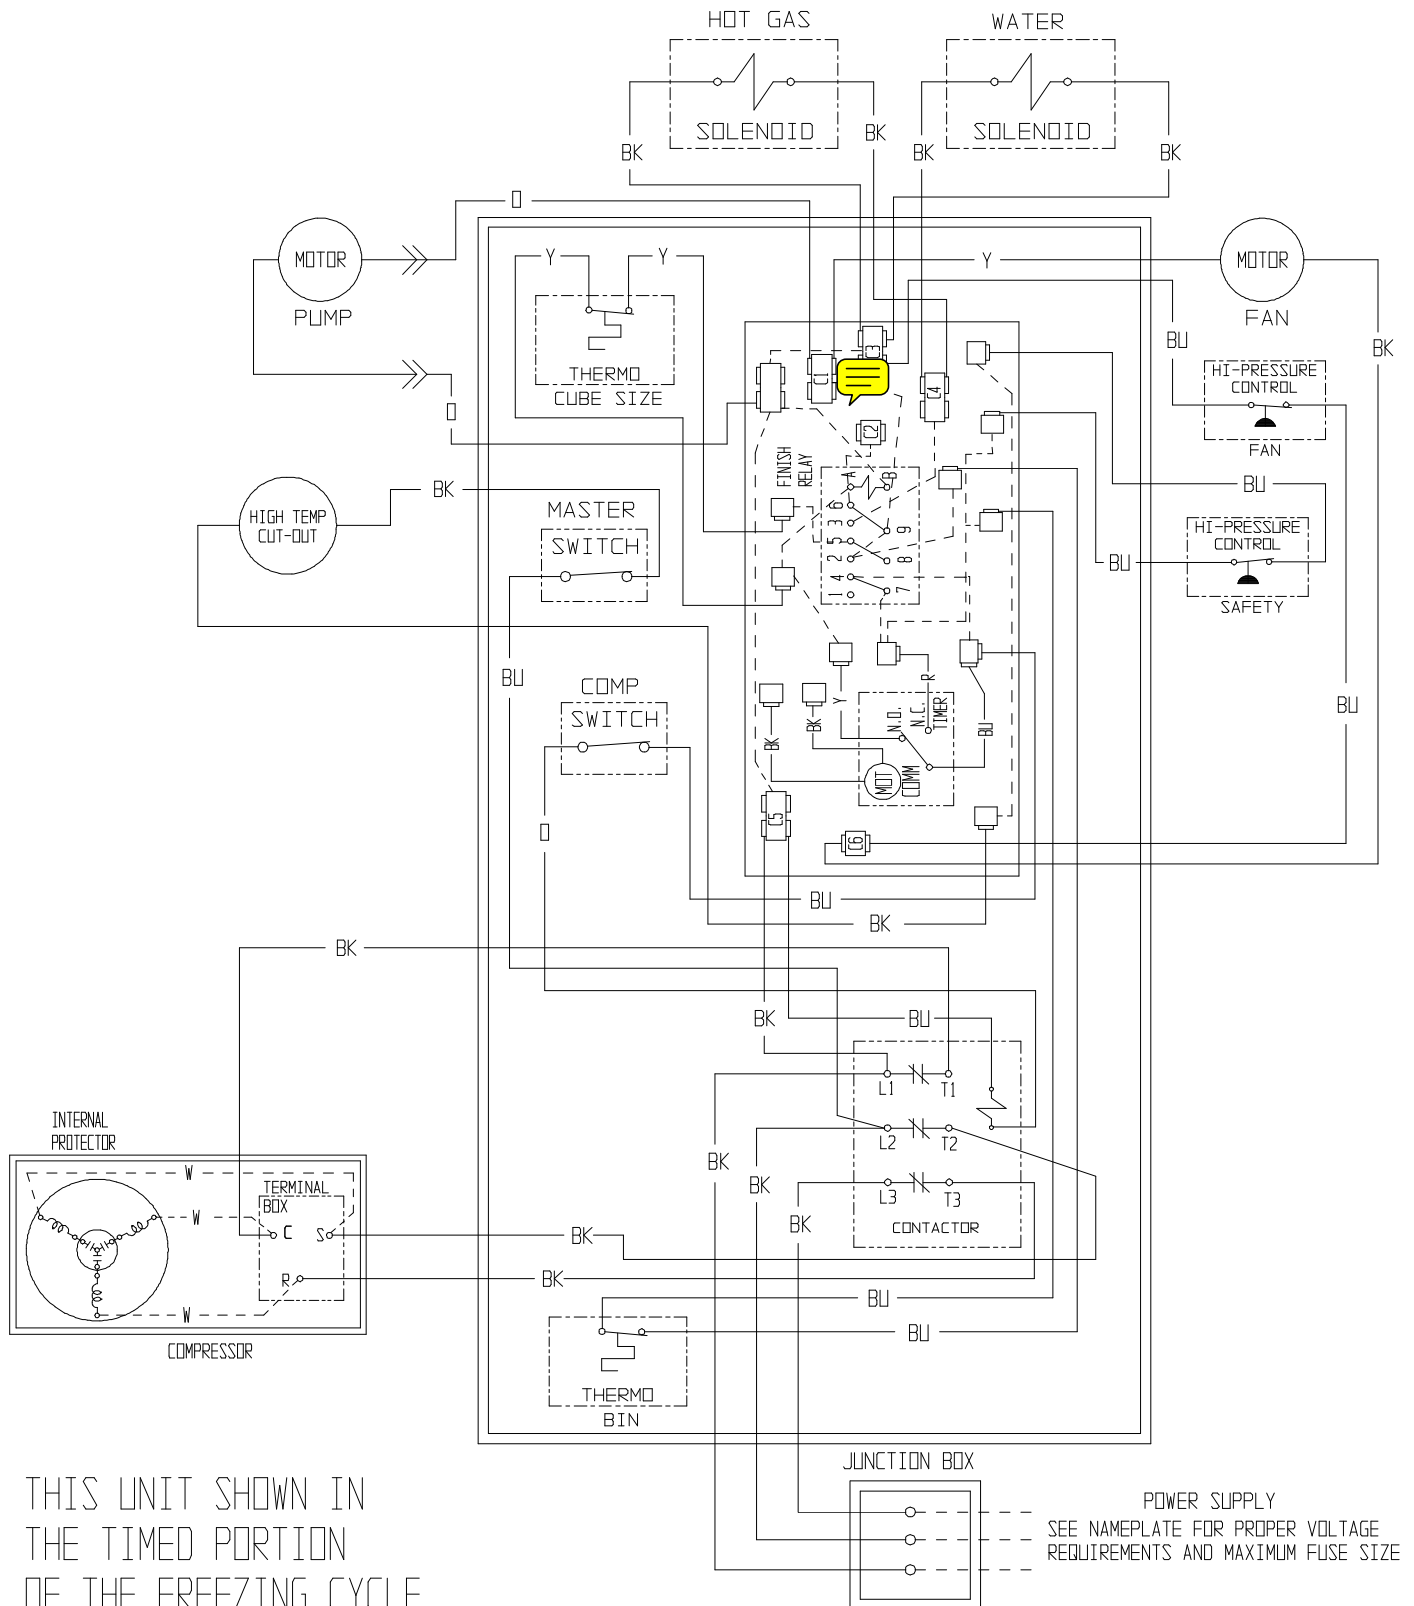 HOT GAS
WATER
SOLENOID
SOLENOID
BK
BK
BK
BK
O
MOTOR
PUMP
Y
Y
Y
MOTOR
FAN
THERMO
CUBE SIZE
O
C1
C3
C4
C2
BU
BK
HI-PRESSURE
CONTROL
FAN
FINISH
RELAY
A
B
6
3
5
2
4
1
9
8
7
BK
HIGH TEMP
CUT-OUT
MASTER
SWITCH
BU
HI-PRESSURE
CONTROL
SAFETY
BU
BU
COMP
SWITCH
BU
Y
R
N.O.
N.C.
TIMER
BK
BK
BU
MOT
COMM
O
C5
C6
BU
BK
BK
BK
BU
L1
T1
L2
T2
L3
T3
CONTACTOR
BK
BK
BK
INTERNAL
PROTECTOR
W
W
W
TERMINAL
BOX
C
S
R
COMPRESSOR
BK
BK
BU
BU
THERMO
BIN
JUNCTION BOX
THIS UNIT SHOWN IN
THE TIMED PORTION
OF THE FREEZING CYCLE
POWER SUPPLY
SEE NAMEPLATE FOR PROPER VOLTAGE
REQUIREMENTS AND MAXIMUM FUSE SIZE